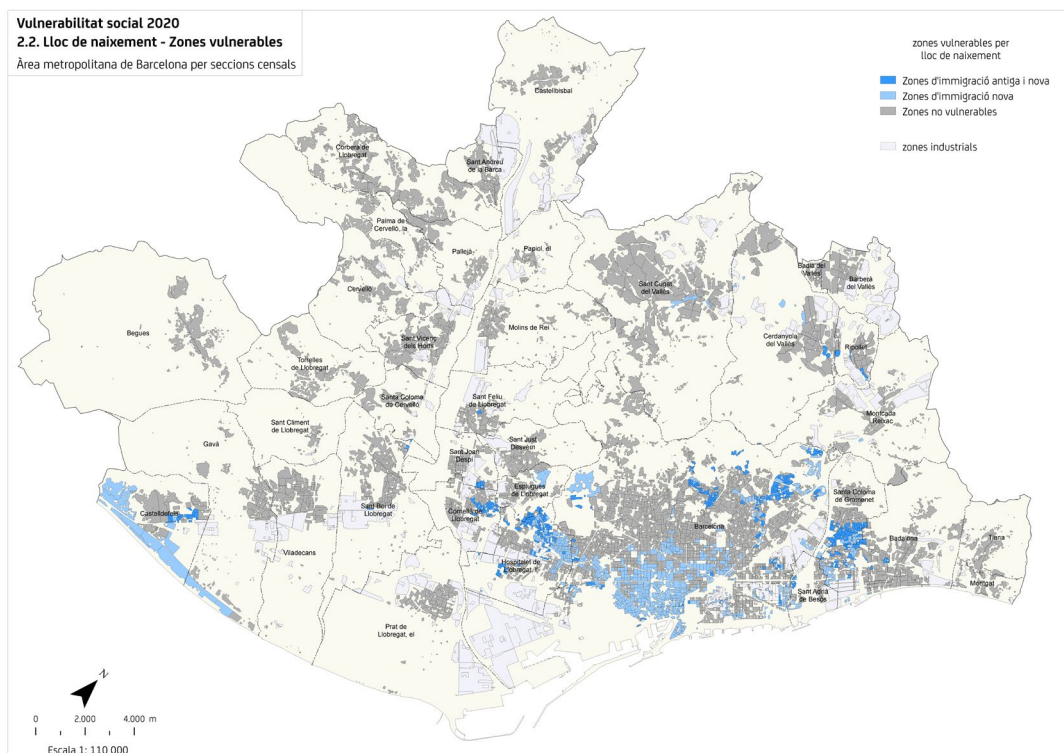 Vulnerabilitat social 2020
2.2. Lloc de naixement - Zones vulnerables
Àrea metropolitana de Barcelona per seccions censals
zones vulnerables per
lloc de naixement
Zones d'immigració antiga i nova
Zones d'immigració nova
Zones no vulnerables
zones industrials
Castellbisbal
Corbera de
Llobregat
Sant Andreu
de la Barca
Palma de
Cervelló, la
Pallejà
Papiol, el
Cervelló
Sant Cugat
del Vallès
Badia del
Vallès
Barberà
del Vallès
Begues
Sant Vicenç
dels Horts
Molins de Rei
Cerdanyola
del Vallès
Ripollet
Torrelles
de Llobregat
Santa Coloma
de Cervelló
Sant Feliu
de Llobregat
Montcada
Reixac
Sant Climent
de Llobregat
Gavà
Sant Just
Desvern
Sant Joan
Despí
Esplugues
de Llobregat
Santa Coloma
de Gramenet
Castelldefels
Sant Boi de
Llobregat
Cornellà de
Llobregat
Barcelona
Badalona
Tiana
Viladecans
Hospitalet de
Llobregat, l'
Montgat
Sant Adrià
de Besòs
Prat de
Llobregat, el
N
0 2.000 4.000 m
Escala 1: 110.000